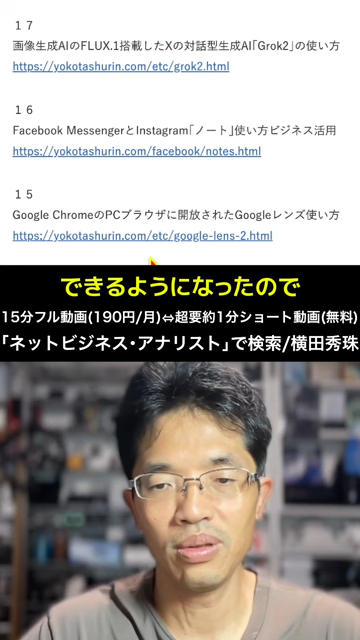 １７
画像生成AIのFLUX.1搭載したXの対話型生成AI｢Grok2｣の使い方
https://yokotashurin.com/etc/grok2.html
１６
Facebook MessengerとInstagram｢ノート｣使い方ビジネス活用
https://yokotashurin.com/facebook/notes.html
１５
Google ChromeのPCブラウザに開放されたGoogleレンズ使い方
https://yokotashurin.com/etc/google-lens-2.html
できるようになったので
15分フル動画(190円/月)⇔超要約1分ショート動画(無料)
｢ネットビジネス･アナリスト｣で検索/横田秀珠